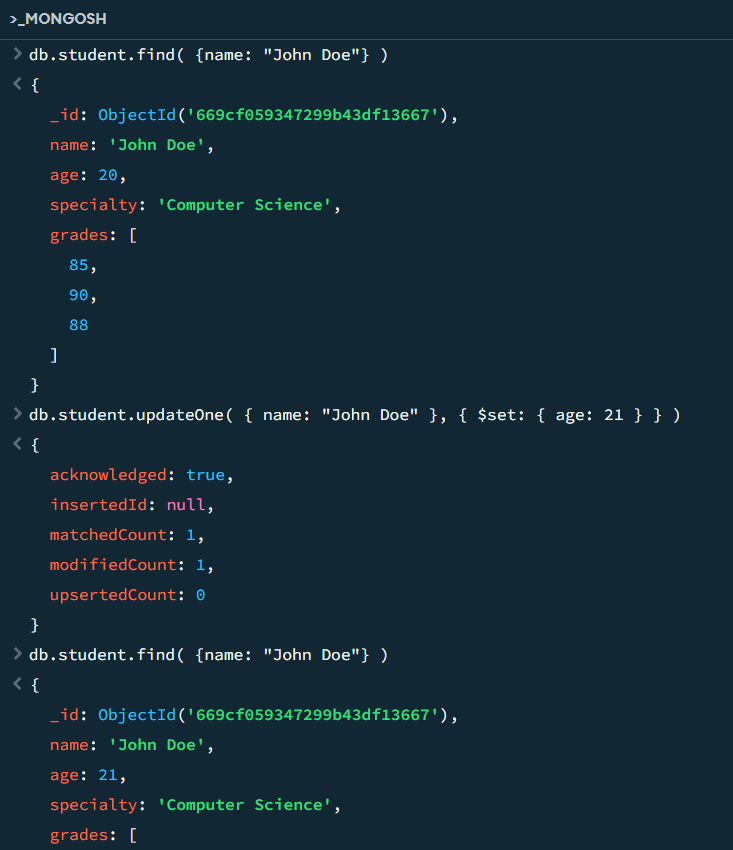 >_MONGOSH
> db.student.find( {name: "John Doe"} )
< {
_id: ObjectId('669cf059347299b43df13667'),
name: 'John Doe',
age: 20,
specialty: 'Computer Science',
grades: [
85,
90,
88
]
}
> db.student.updateOne( { name: "John Doe" }, { $set: { age: 21 } } )
< {
acknowledged: true,
insertedId: null,
matchedCount: 1,
modifiedCount: 1,
upsertedCount: 0
}
> db.student.find( {name: "John Doe"} )
< {
_id: ObjectId('669cf059347299b43df13667'),
name: 'John Doe',
age: 21,
specialty: 'Computer Science',
grades: [